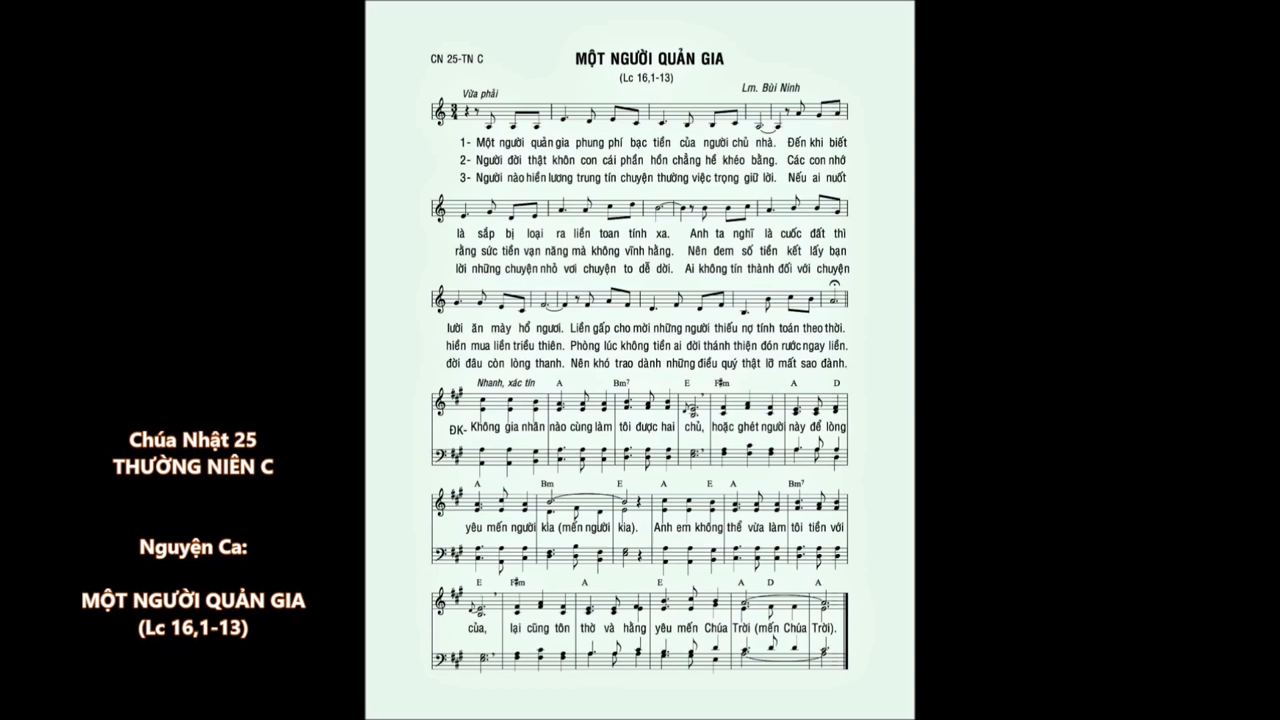 Chúa Nhật 25
THƯỜNG NIÊN C
Nguyện Ca:
MỘT NGƯỜI QUẢN GIA
(Lc 16,1-13)
CN 25-TN C
MỘT NGƯỜI QUẢN GIA
(Lc 16,1-13)
Lm. Bùi Ninh
Vừa phải
1- Một người quản gia phung phí bạc tiền của người chủ nhà. Đến khi biết
2- Người đời thật khôn con cái phần hồn chẳng hề khéo bằng. Các con nhớ
3- Người nào hiền lương trung tín chuyện thường việc trọng giữ lời. Nếu ai nuốt
là sắp bị loại ra liền toan tính xa. Anh ta nghĩ là cuốc đất thì
rằng sức tiền vạn năng mà không vĩnh hằng. Nên đem số tiền kết lấy bạn
lời những chuyện nhỏ vơi chuyện to dễ dời. Ai không tín thành đối với chuyện
lười ăn mày hổ ngươi. Liền gấp cho mời những người thiếu nợ tính toán theo thời.
hiền mua liền triều thiên. Phòng lúc không tiền ai đời thánh thiện đón rước ngay liền.
đời đâu còn lòng thanh. Nên khó trao dành những điều quý thật lỡ mất sao đành.
Nhanh, xác tín A Bm7 E F#m A D
ĐK- Không gia nhân nào cùng làm tôi được hai chủ, hoặc ghét người này để lòng
A Bm E A E A Bm7
yêu mến người kia (mến người kia). Anh em không thể vừa làm tôi tiền với
E F#m A E A D A
của, lại cũng tôn thờ và hằng yêu mến Chúa Trời (mến Chúa Trời).